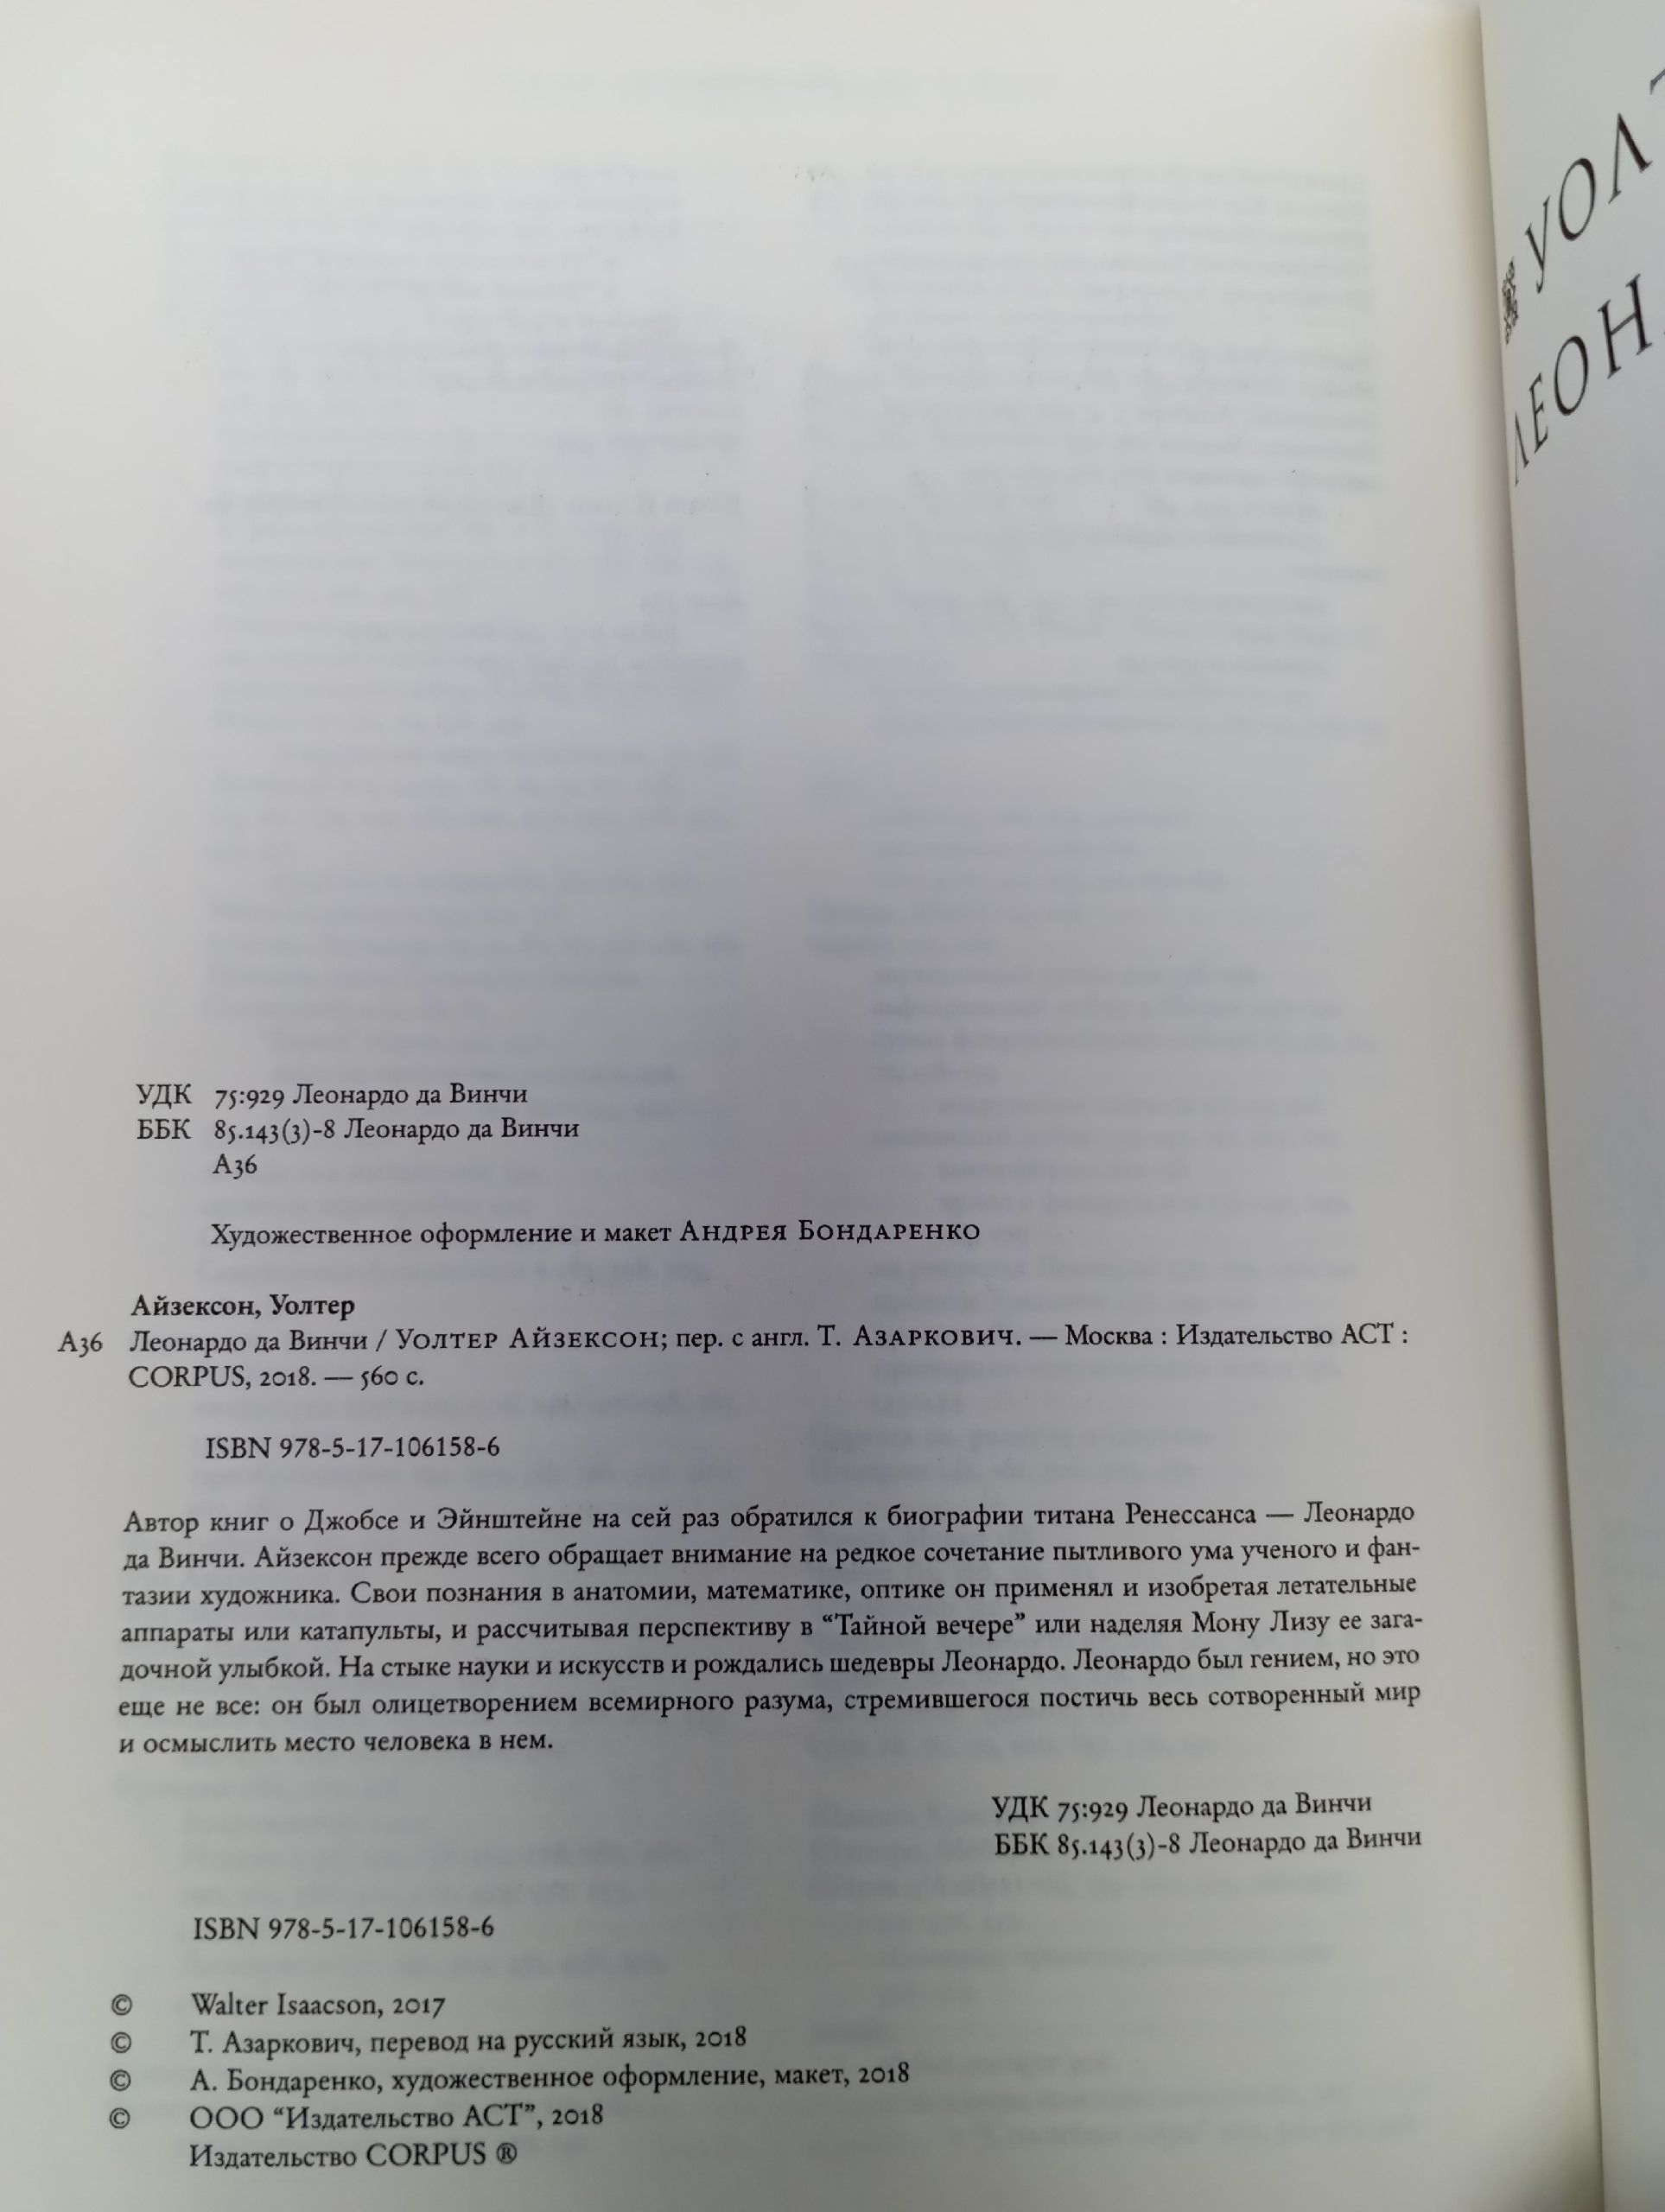 УДК 75:929 Леонардо да Винчи
ББК 85.143(3)-8 Леонардо да Винчи
А36
Художественное оформление и макет Андрея Бондаренко
Айзексон, Уолтер
А36 Леонардо да Винчи / Уолтер Айзексон; пер. с англ. Т. Азаркович. — Москва : Издательство АСТ :
CORPUS, 2018. — 560 с.
ISBN 978-5-17-106158-6
Автор книг о Джобсе и Эйнштейне на сей раз обратился к биографии титана Ренессанса — Леонардо
да Винчи. Айзексон прежде всего обращает внимание на редкое сочетание пытливого ума ученого и фан-
тазии художника. Свои познания в анатомии, математике, оптике он применял и изобретая летательные
аппараты или катапульты, и рассчитывая перспективу в “Тайной вечере” или наделяя Мону Лизу ее зага-
дочной улыбкой. На стыке науки и искусств и рождались шедевры Леонардо. Леонардо был гением, но это
еще не все: он был олицетворением всемирного разума, стремившегося постичь весь сотворенный мир
и осмыслить место человека в нем.
УДК 75:929 Леонардо да Винчи
ББК 85.143(3)-8 Леонардо да Винчи
ISBN 978-5-17-106158-6
© Walter Isaacson, 2017
© Т. Азаркович, перевод на русский язык, 2018
© А. Бондаренко, художественное оформление, макет, 2018
© ООО “Издательство АСТ”, 2018
Издательство CORPUS ®
УОЛ
ЛЕОН